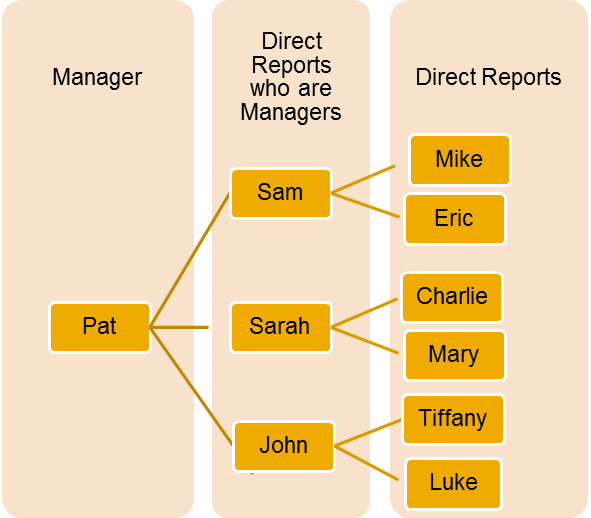 Manager
Direct
Reports
who are
Managers
Direct Reports
Pat
Sam
Sarah
John
Mike
Eric
Charlie
Mary
Tiffany
Luke